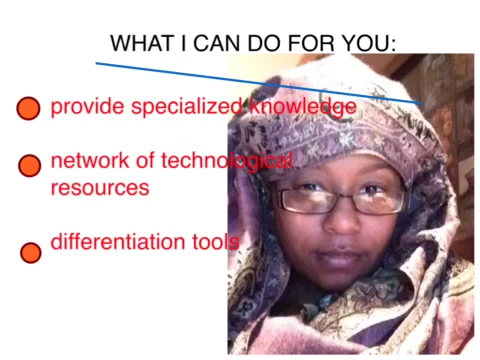 WHAT I CAN DO FOR YOU:
provide specialized knowledge
network of technological
resources
differentiation tools